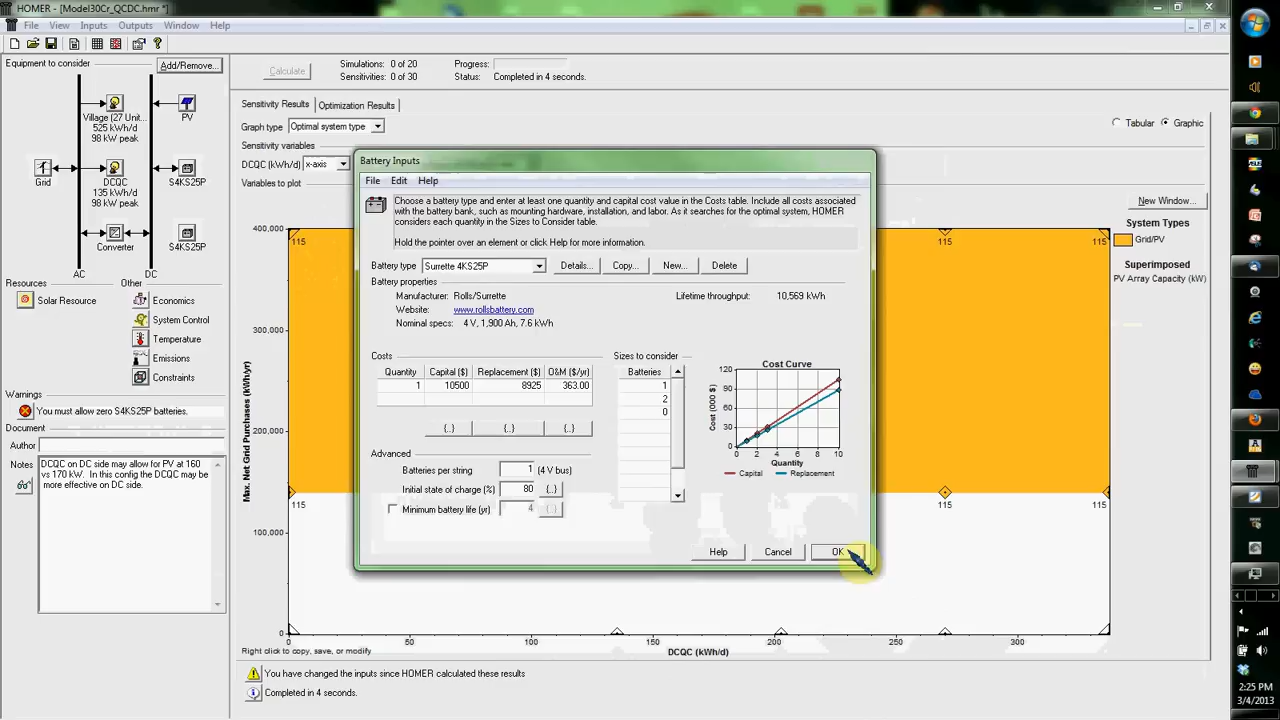 HOMER - [Model30Cr_QCDC.hmr *]
File View Inputs Outputs Window Help
Equipment to consider
Add/Remove...
Calculate
Simulations: 0 of 20
Sensitivities: 0 of 30
Progress:
Status: Completed in 4 seconds.
Village (27 Unit...
525 kWh/d
98 kW peak
PV
Grid
DCQC
135 kWh/d
98 kW peak
S4KS25P
Converter
S4KS25P
AC
DC
Resources
Other
Solar Resource
Economics
System Control
Temperature
Emissions
Constraints
Warnings
You must allow zero S4KS25P batteries.
Document
Author
Notes
DCQC on DC side may allow for PV at 160
vs 170 kW. In this config the DCQC may be
more effective on DC side.
Sensitivity Results
Optimization Results
Graph type
Optimal system type
Tabular
Graphic
Sensitivity variables
DCQC (kWh/d)
x-axis
Variables to plot
New Window...
System Types
Grid/PV
Superimposed
PV Array Capacity (kW)
400,000
300,000
200,000
100,000
0
Max. Net Grid Purchases (kWh/yr)
115
115
115
115
115
115
0
50
100
150
200
250
300
DCQC (kWh/d)
Right click to copy, save, or modify
You have changed the inputs since HOMER calculated these results
Completed in 4 seconds.
Battery Inputs
File Edit Help
Choose a battery type and enter at least one quantity and capital cost value in the Costs table. Include all costs associated
with the battery bank, such as mounting hardware, installation, and labor. As it searches for the optimal system, HOMER
considers each quantity in the Sizes to Consider table.
Hold the pointer over an element or click Help for more information.
Battery type
Surrette 4KS25P
Details...
Copy...
New...
Delete
Battery properties
Manufacturer: Rolls/Surrette
Website: www.rollsbattery.com
Nominal specs: 4 V, 1,900 Ah, 7.6 kWh
Lifetime throughput: 10,569 kWh
Costs
Quantity Capital ($) Replacement ($) O&M ($/yr)
1 10500 8925 363.00
{..} {..} {..}
Sizes to consider
Batteries
1
2
0
Cost Curve
Cost (000 $)
120
90
60
30
0
0 2 4 6 8 10
Quantity
Capital
Replacement
Advanced
Batteries per string 1 (4 V bus)
Initial state of charge (%) 80 {..}
Minimum battery life (yr) 4 {..}
Help
Cancel
OK
2:25 PM
3/4/2013